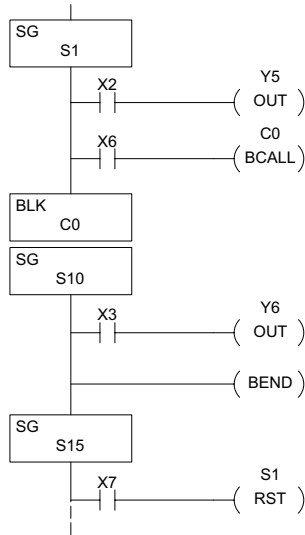 SG
S1
X2
Y5
OUT
X6
C0
BCALL
BLK
C0
SG
S10
X3
Y6
OUT
BEND
SG
S15
X7
S1
RST